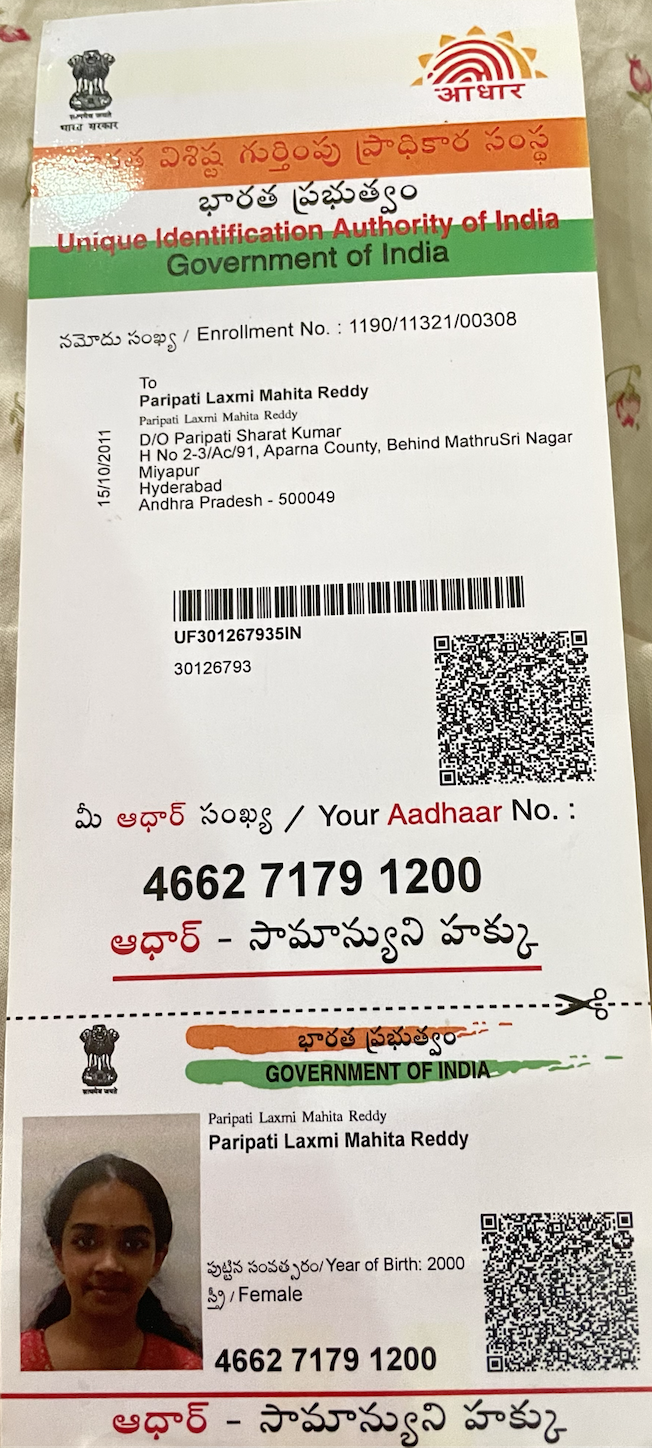 सत्यमेव जयते
भारत सरकार
आधार
విశిష్ట గుర్తింపు ప్రాధికార సంస్థ
భారత ప్రభుత్వం
Unique Identification Authority of India
Government of India
నమోదు సంఖ్య / Enrollment No. : 1190/11321/00308
15/10/2011
To
Paripati Laxmi Mahita Reddy
Paripati Laxmi Mahita Reddy
D/O Paripati Sharat Kumar
H No 2-3/Ac/91, Aparna County, Behind MathruSri Nagar
Miyapur
Hyderabad
Andhra Pradesh - 500049
UF301267935IN
30126793
మీ ఆధార్ సంఖ్య / Your Aadhaar No. :
4662 7179 1200
ఆధార్ - సామాన్యుని హక్కు
భారత ప్రభుత్వం
GOVERNMENT OF INDIA
सत्यमेव जयते
Paripati Laxmi Mahita Reddy
Paripati Laxmi Mahita Reddy
పుట్టిన సంవత్సరం/Year of Birth: 2000
స్త్రీ / Female
4662 7179 1200
ఆధార్ - సామాన్యుని హక్కు